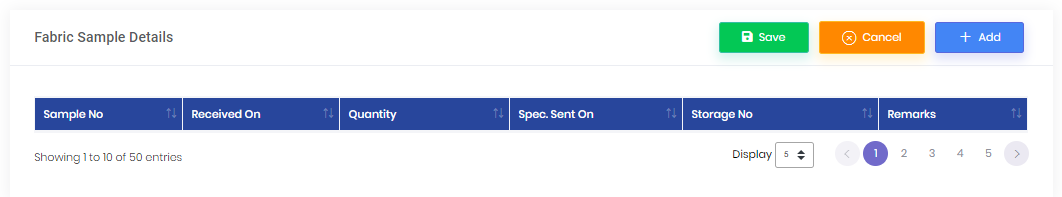 Fabric Sample Details Save Cancel Add
Sample No Received On Quantity Spec. Sent On Storage No Remarks
Showing 1 to 10 of 50 entries Display 5 1 2 3 4 5